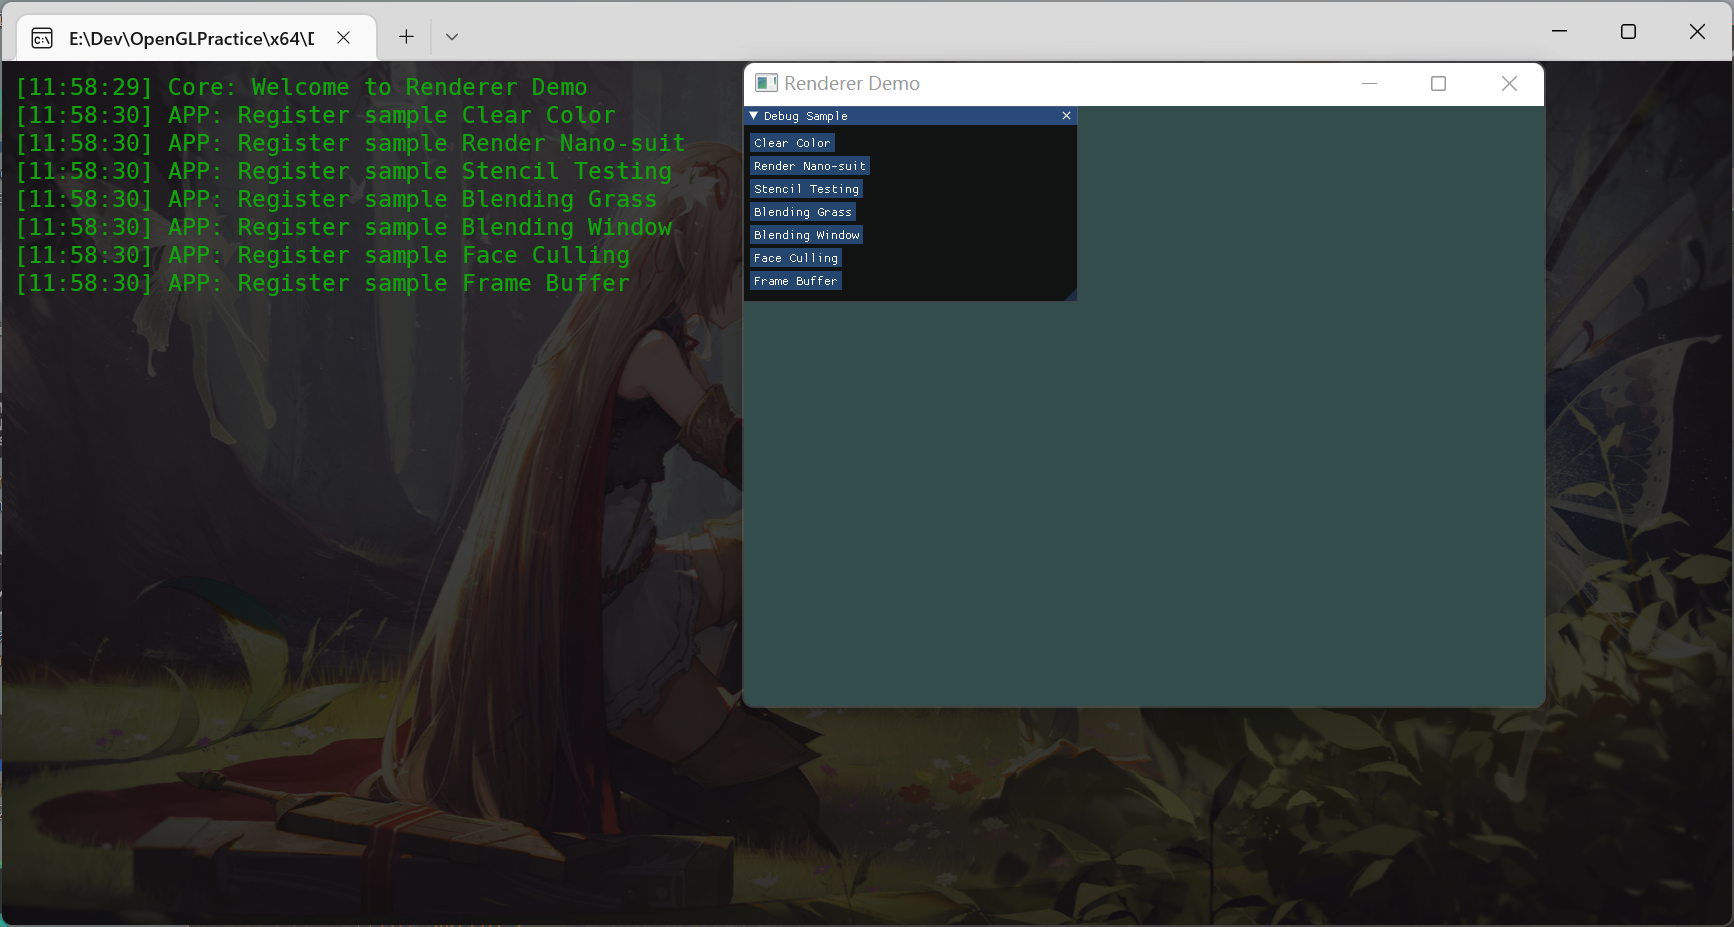 E:\Dev\OpenGLPractice\x64\D
[11:58:29] Core: Welcome to Renderer Demo
[11:58:30] APP: Register sample Clear Color
[11:58:30] APP: Register sample Render Nano-suit
[11:58:30] APP: Register sample Stencil Testing
[11:58:30] APP: Register sample Blending Grass
[11:58:30] APP: Register sample Blending Window
[11:58:30] APP: Register sample Face Culling
[11:58:30] APP: Register sample Frame Buffer
Renderer Demo
Debug Sample
Clear Color
Render Nano-suit
Stencil Testing
Blending Grass
Blending Window
Face Culling
Frame Buffer